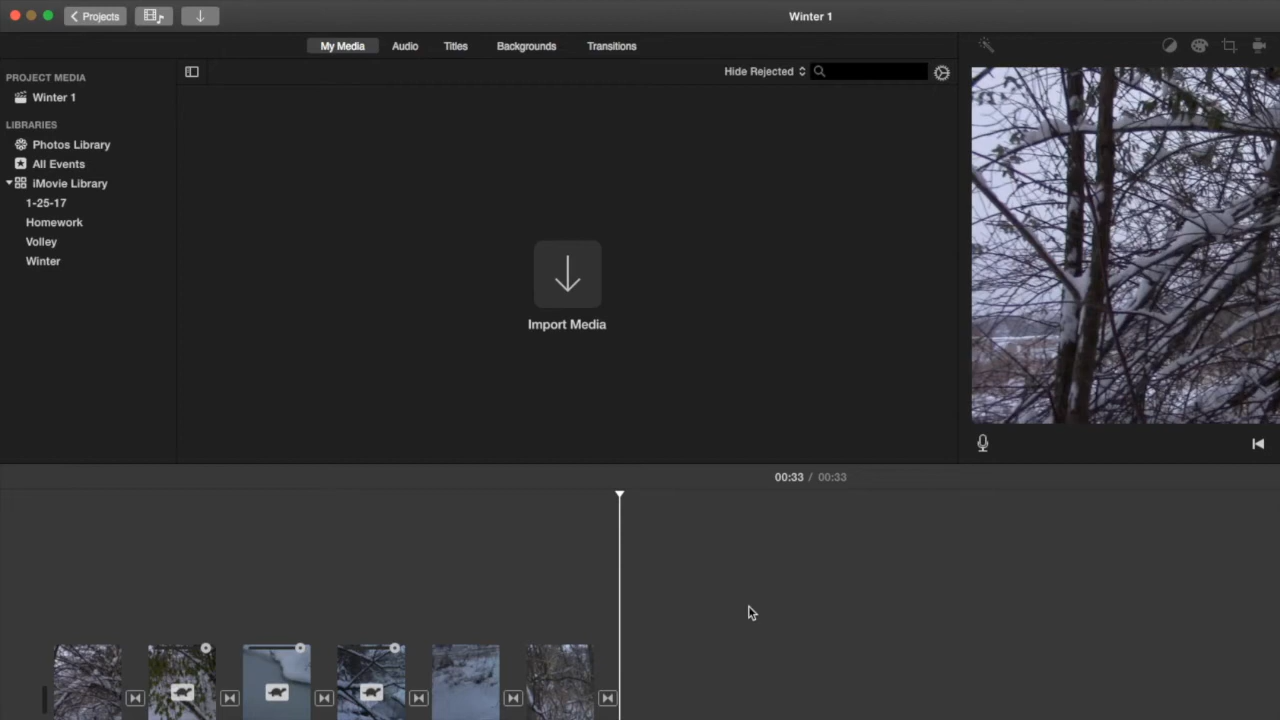 Projects
Winter 1
My Media
Audio
Titles
Backgrounds
Transitions
PROJECT MEDIA
Winter 1
LIBRARIES
Photos Library
All Events
iMovie Library
1-25-17
Homework
Volley
Winter
Hide Rejected
Import Media
00:33 / 00:33